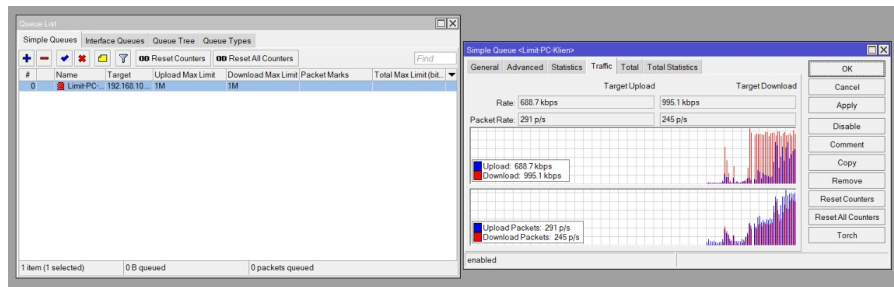 Queue List
Simple Queues Interface Queues Queue Tree Queue Types
00 Reset Counters 00 Reset All Counters Find
# Name Target Upload Max Limit Download Max Limit Packet Marks Total Max Limit (bit...
0 Limit-PC-... 192.168.10... 1M 1M
1 item (1 selected) 0 B queued 0 packets queued
Simple Queue <Limit-PC-Klien>
General Advanced Statistics Traffic Total Total Statistics
Target Upload Target Download
Rate: 688.7 kbps 995.1 kbps
Packet Rate: 291 p/s 245 p/s
Upload: 688.7 kbps
Download: 995.1 kbps
Upload Packets: 291 p/s
Download Packets: 245 p/s
enabled
OK
Cancel
Apply
Disable
Comment
Copy
Remove
Reset Counters
Reset All Counters
Torch